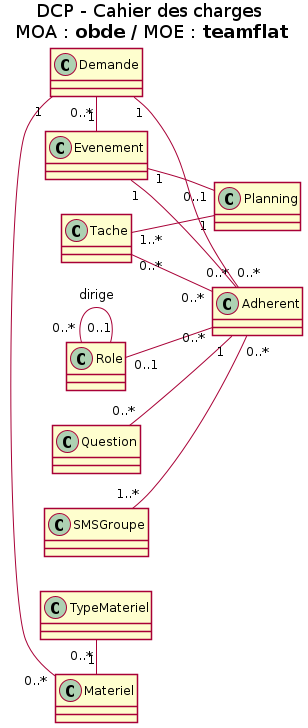 DCP - Cahier des charges
MOA : obde / MOE : teamflat
C Demande
1 0..* 1 1
C Evenement
1 1 0..1
C Planning
C Tache
1..* 1
0..* 0..* 0..*
dirige
0..*
C Adherent
0..* 0..1
0..* 1 0..*
C Role
0..1
0..*
C Question
1..*
C SMSGroupe
C TypeMateriel
0..* 1
0..*
C Materiel